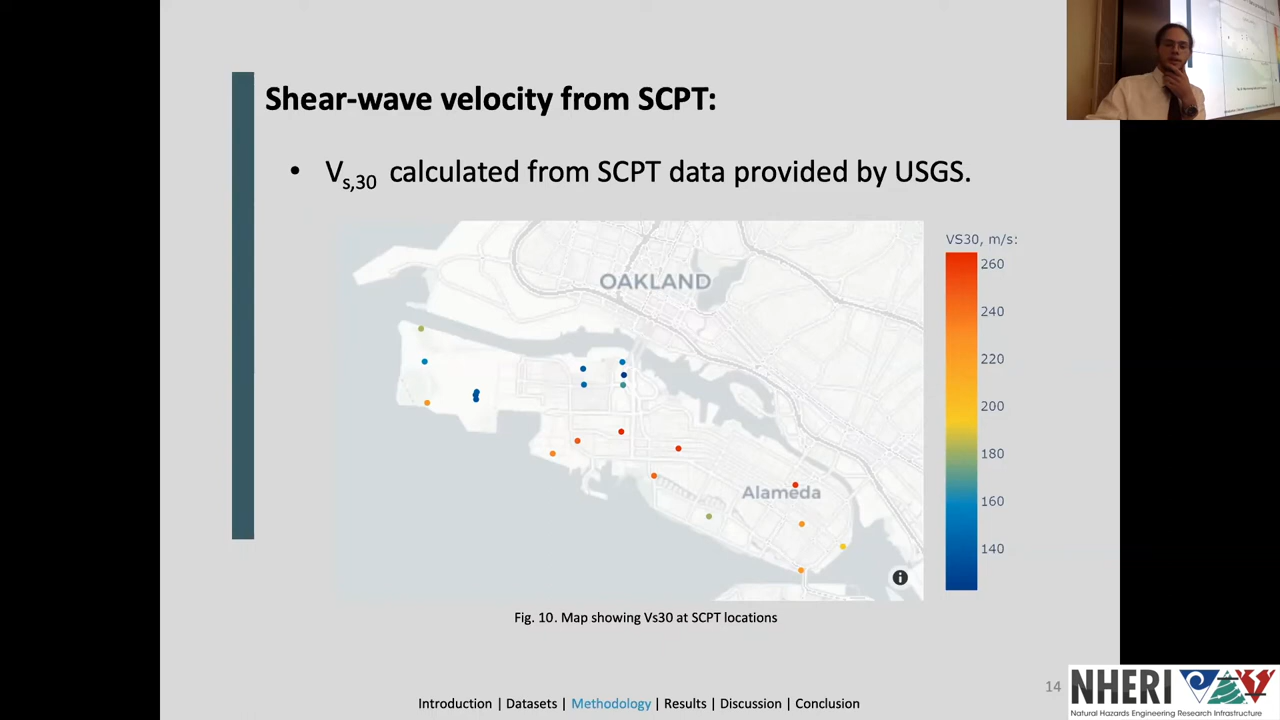 Shear-wave velocity from SCPT:
• Vs,30 calculated from SCPT data provided by USGS.
VS30, m/s:
OAKLAND
Alameda
260
240
220
200
180
160
140
i
Fig. 10. Map showing Vs30 at SCPT locations
14
NHERI
Natural Hazards Engineering Research Infrastructure
Introduction | Datasets | Methodology | Results | Discussion | Conclusion